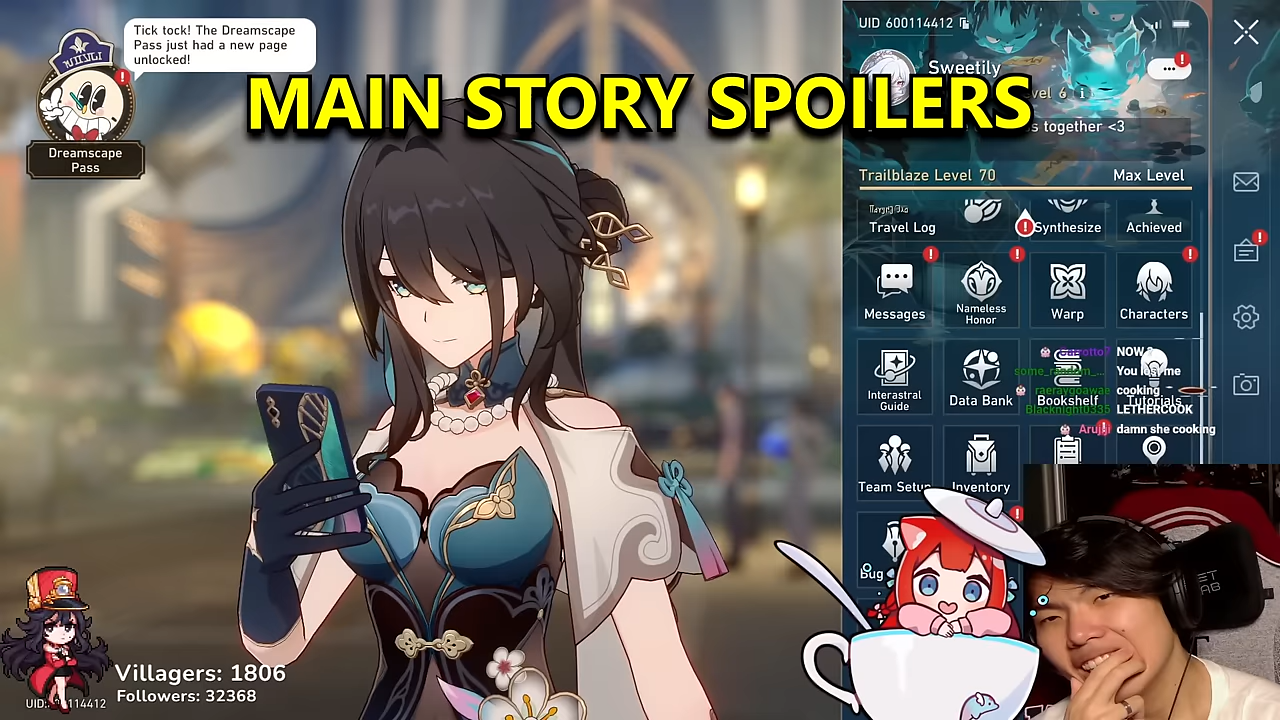 Tick tock! The Dreamscape
Pass just had a new page
unlocked!
Dreamscape
Pass
MAIN STORY SPOILERS
UID 600114412
Sweetily
together <3
Trailblaze Level 70
Max Level
Travel Log
Synthesize
Achieved
Messages
Nameless
Honor
Warp
Characters
Interastral
Guide
Data Bank
Bookshelf
Tutorials
NOW?
You lost me
cooking
Blacknight0335 LETHERCOOK
damn she cooking
Team Setup
Inventory
Bug
Villagers: 1806
Followers: 32368
114412